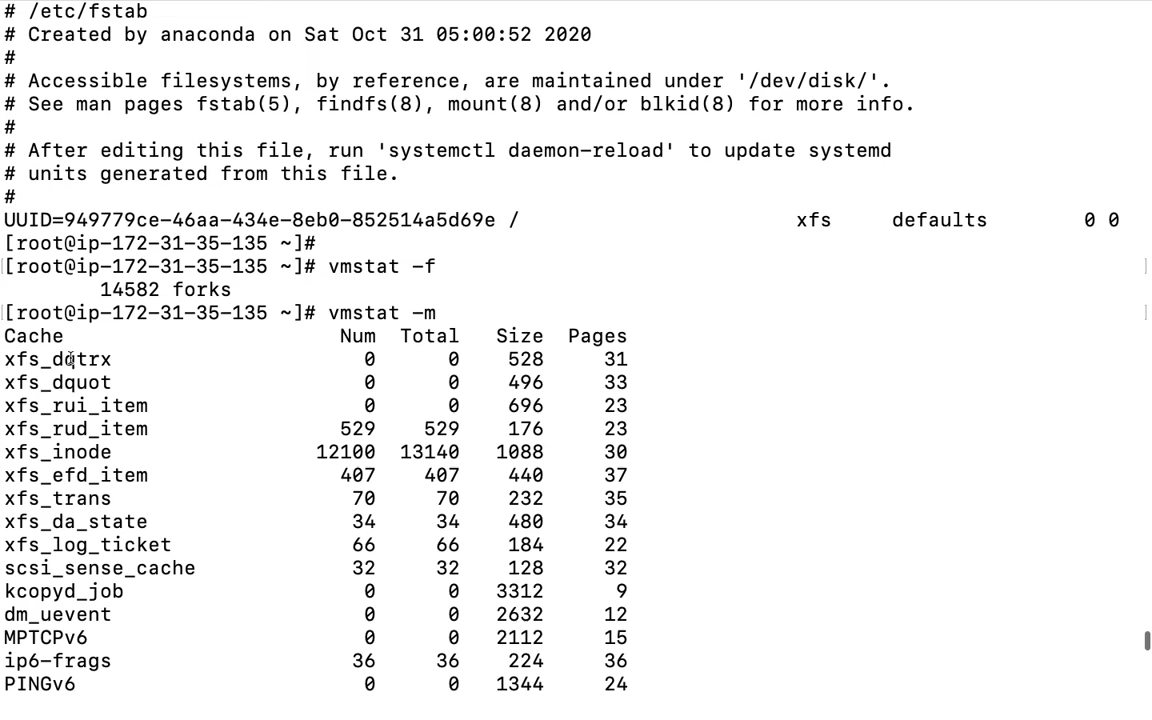 # /etc/fstab
# Created by anaconda on Sat Oct 31 05:00:52 2020
#
# Accessible filesystems, by reference, are maintained under '/dev/disk/'.
# See man pages fstab(5), findfs(8), mount(8) and/or blkid(8) for more info.
#
# After editing this file, run 'systemctl daemon-reload' to update systemd
# units generated from this file.
#
UUID=949779ce-46aa-434e-8eb0-852514a5d69e / xfs defaults 0 0
[root@ip-172-31-35-135 ~]#
[root@ip-172-31-35-135 ~]# vmstat -f
14582 forks
[root@ip-172-31-35-135 ~]# vmstat -m
Cache Num Total Size Pages
xfs_dqtrx 0 0 528 31
xfs_dquot 0 0 496 33
xfs_rui_item 0 0 696 23
xfs_rud_item 529 529 176 23
xfs_inode 12100 13140 1088 30
xfs_efd_item 407 407 440 37
xfs_trans 70 70 232 35
xfs_da_state 34 34 480 34
xfs_log_ticket 66 66 184 22
scsi_sense_cache 32 32 128 32
kcopyd_job 0 0 3312 9
dm_uevent 0 0 2632 12
MPTCPv6 0 0 2112 15
ip6-frags 36 36 224 36
PINGv6 0 0 1344 24